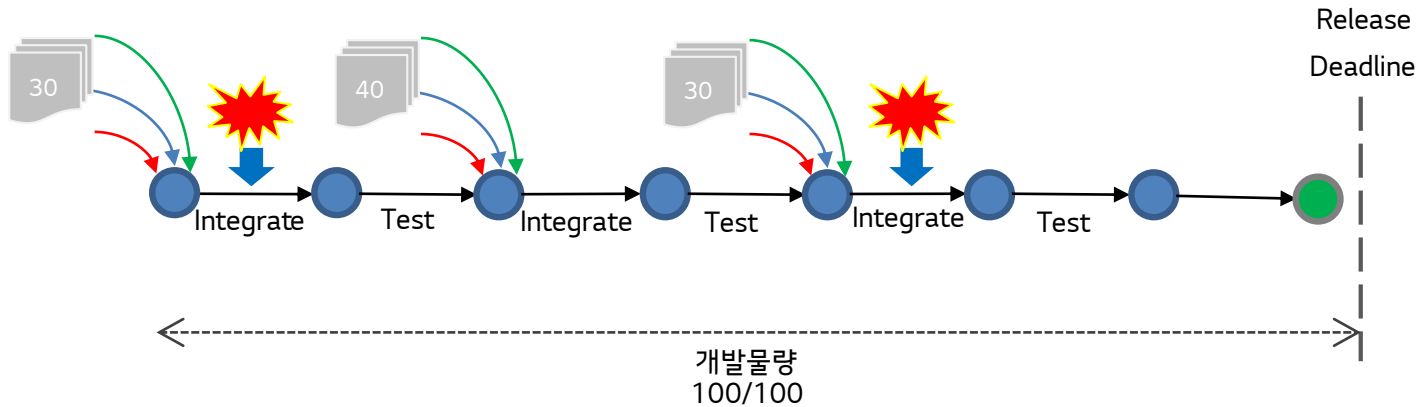 Release
Deadline
30
40
30
Integrate
Test
Integrate
Test
Integrate
Test
개발물량
100/100